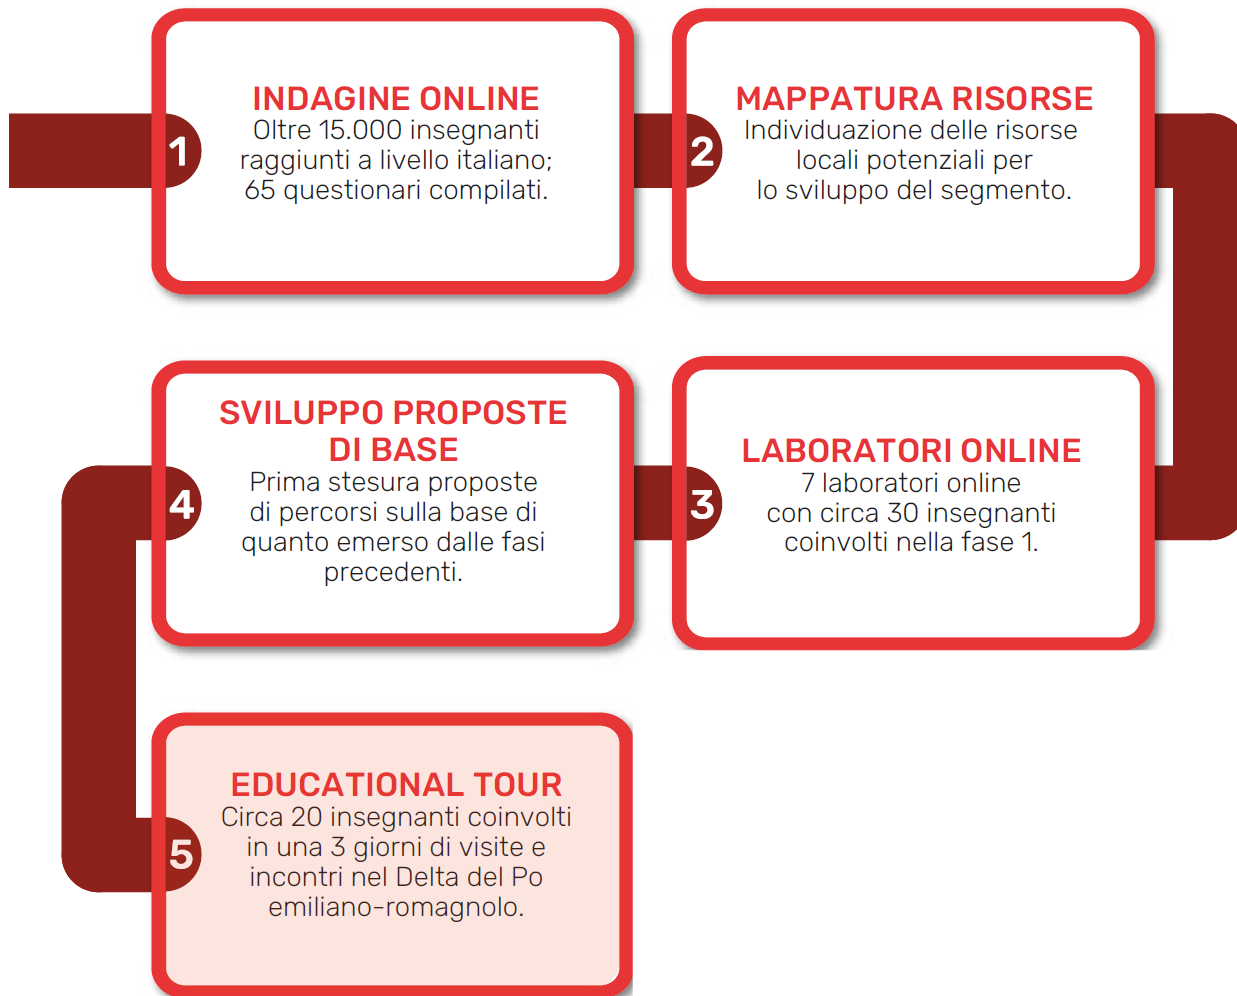 1
INDAGINE ONLINE
Oltre 15.000 insegnanti
raggiunti a livello italiano;
65 questionari compilati.
2
MAPPATURA RISORSE
Individuazione delle risorse
locali potenziali per
lo sviluppo del segmento.
3
LABORATORI ONLINE
7 laboratori online
con circa 30 insegnanti
coinvolti nella fase 1.
4
SVILUPPO PROPOSTE
DI BASE
Prima stesura proposte
di percorsi sulla base di
quanto emerso dalle fasi
precedenti.
5
EDUCATIONAL TOUR
Circa 20 insegnanti coinvolti
in una 3 giorni di visite e
incontri nel Delta del Po
emiliano-romagnolo.